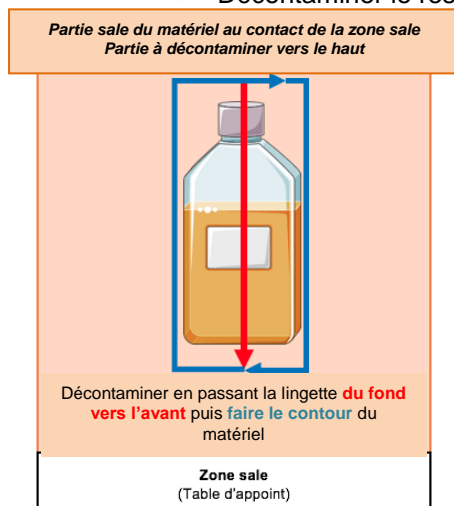 Décontaminer le res
Partie sale du matériel au contact de la zone sale
Partie à décontaminer vers le haut
Décontaminer en passant la lingette du fond
vers l'avant puis faire le contour du
matériel
Zone sale
(Table d'appoint)